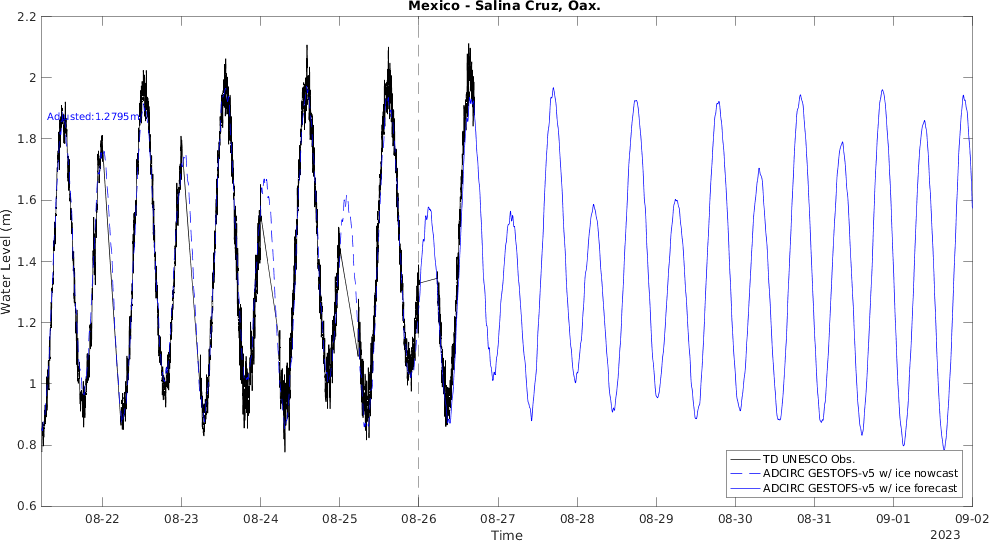 Mexico - Salina Cruz, Oax.
2.2
2
1.8
1.6
1.4
1.2
1
0.8
0.6
Water Level (m)
Adjusted:1.2795m
TD UNESCO Obs.
ADCIRC GESTOFS-v5 w/ ice nowcast
ADCIRC GESTOFS-v5 w/ ice forecast
08-22 08-23 08-24 08-25 08-26 08-27 08-28 08-29 08-30 08-31 09-01 09-02
Time
2023